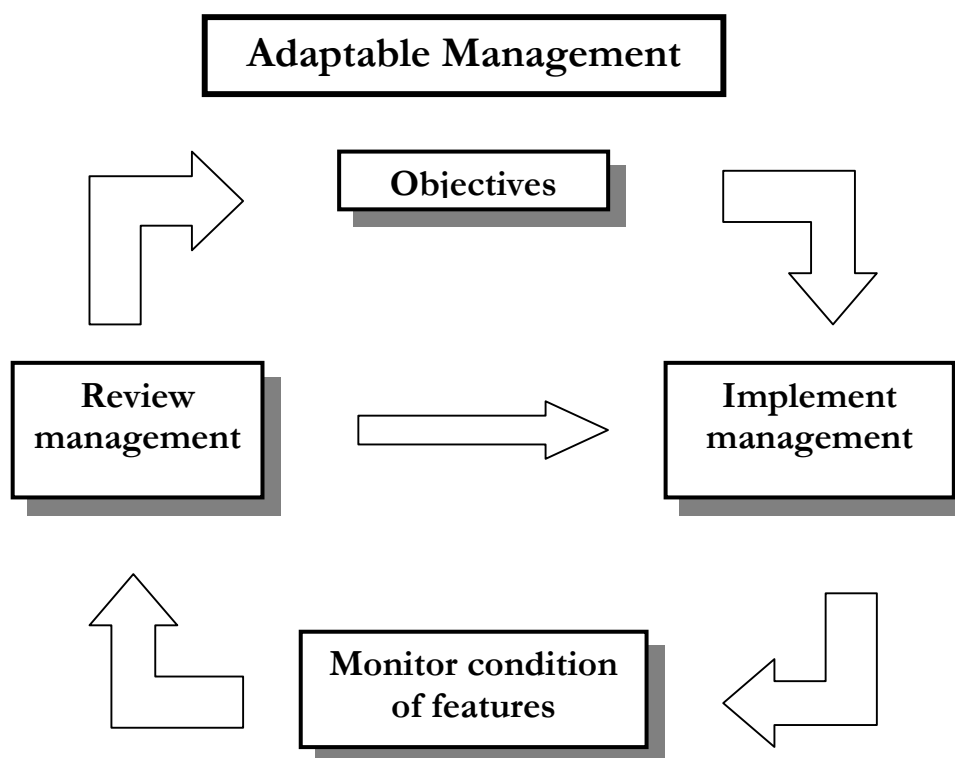 Adaptable Management
Objectives
Review
management
Implement
management
Monitor condition
of features